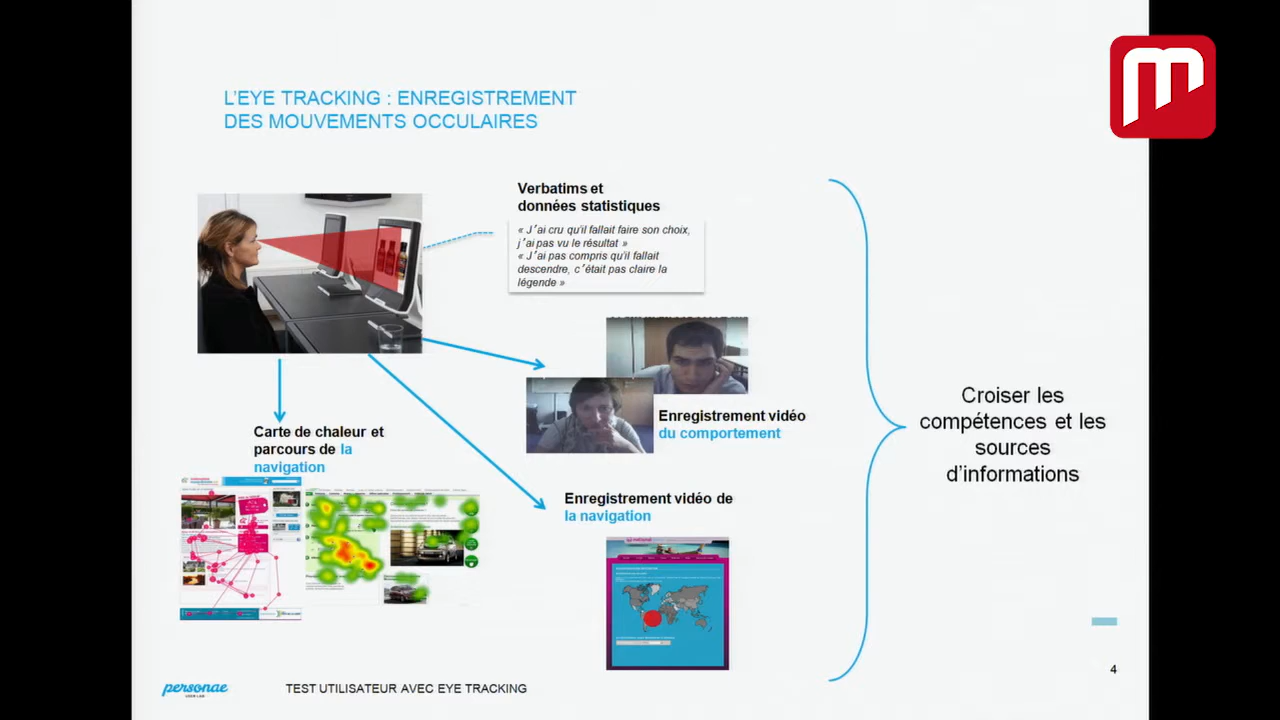 L'EYE TRACKING : ENREGISTREMENT
DES MOUVEMENTS OCCULAIRES
Verbatims et
données statistiques
« J'ai cru qu'il fallait faire son choix,
j'ai pas vu le résultat »
« J'ai pas compris qu'il fallait
descendre, c'était pas claire la
légende »
Enregistrement vidéo
du comportement
Carte de chaleur et
parcours de la
navigation
Enregistrement vidéo de
la navigation
Croiser les
compétences et les
sources
d'informations
4
personae
USER LAB
TEST UTILISATEUR AVEC EYE TRACKING